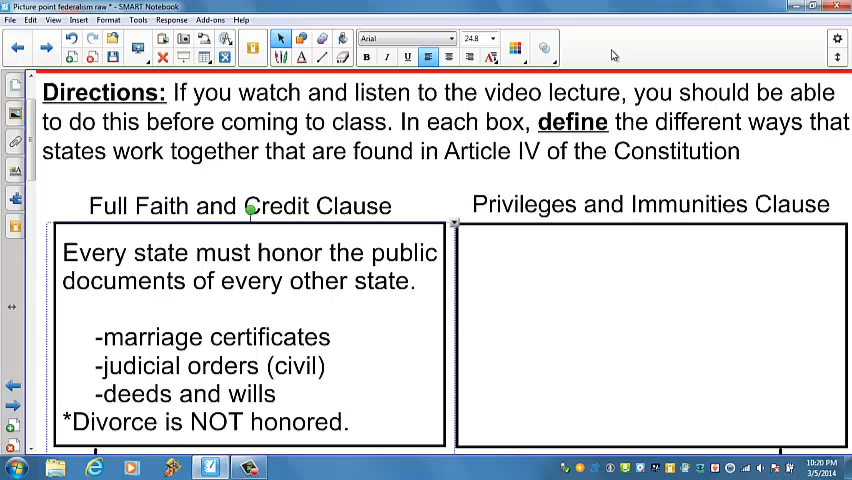 Picture point federalism raw * - SMART Notebook
File Edit View Insert Format Tools Response Add-ons Help
Arial 24.8
B I U
Directions: If you watch and listen to the video lecture, you should be able
to do this before coming to class. In each box, define the different ways that
states work together that are found in Article IV of the Constitution
Full Faith and Credit Clause
Privileges and Immunities Clause
Every state must honor the public
documents of every other state.
-marriage certificates
-judicial orders (civil)
-deeds and wills
*Divorce is NOT honored.
10:20 PM
3/5/2014